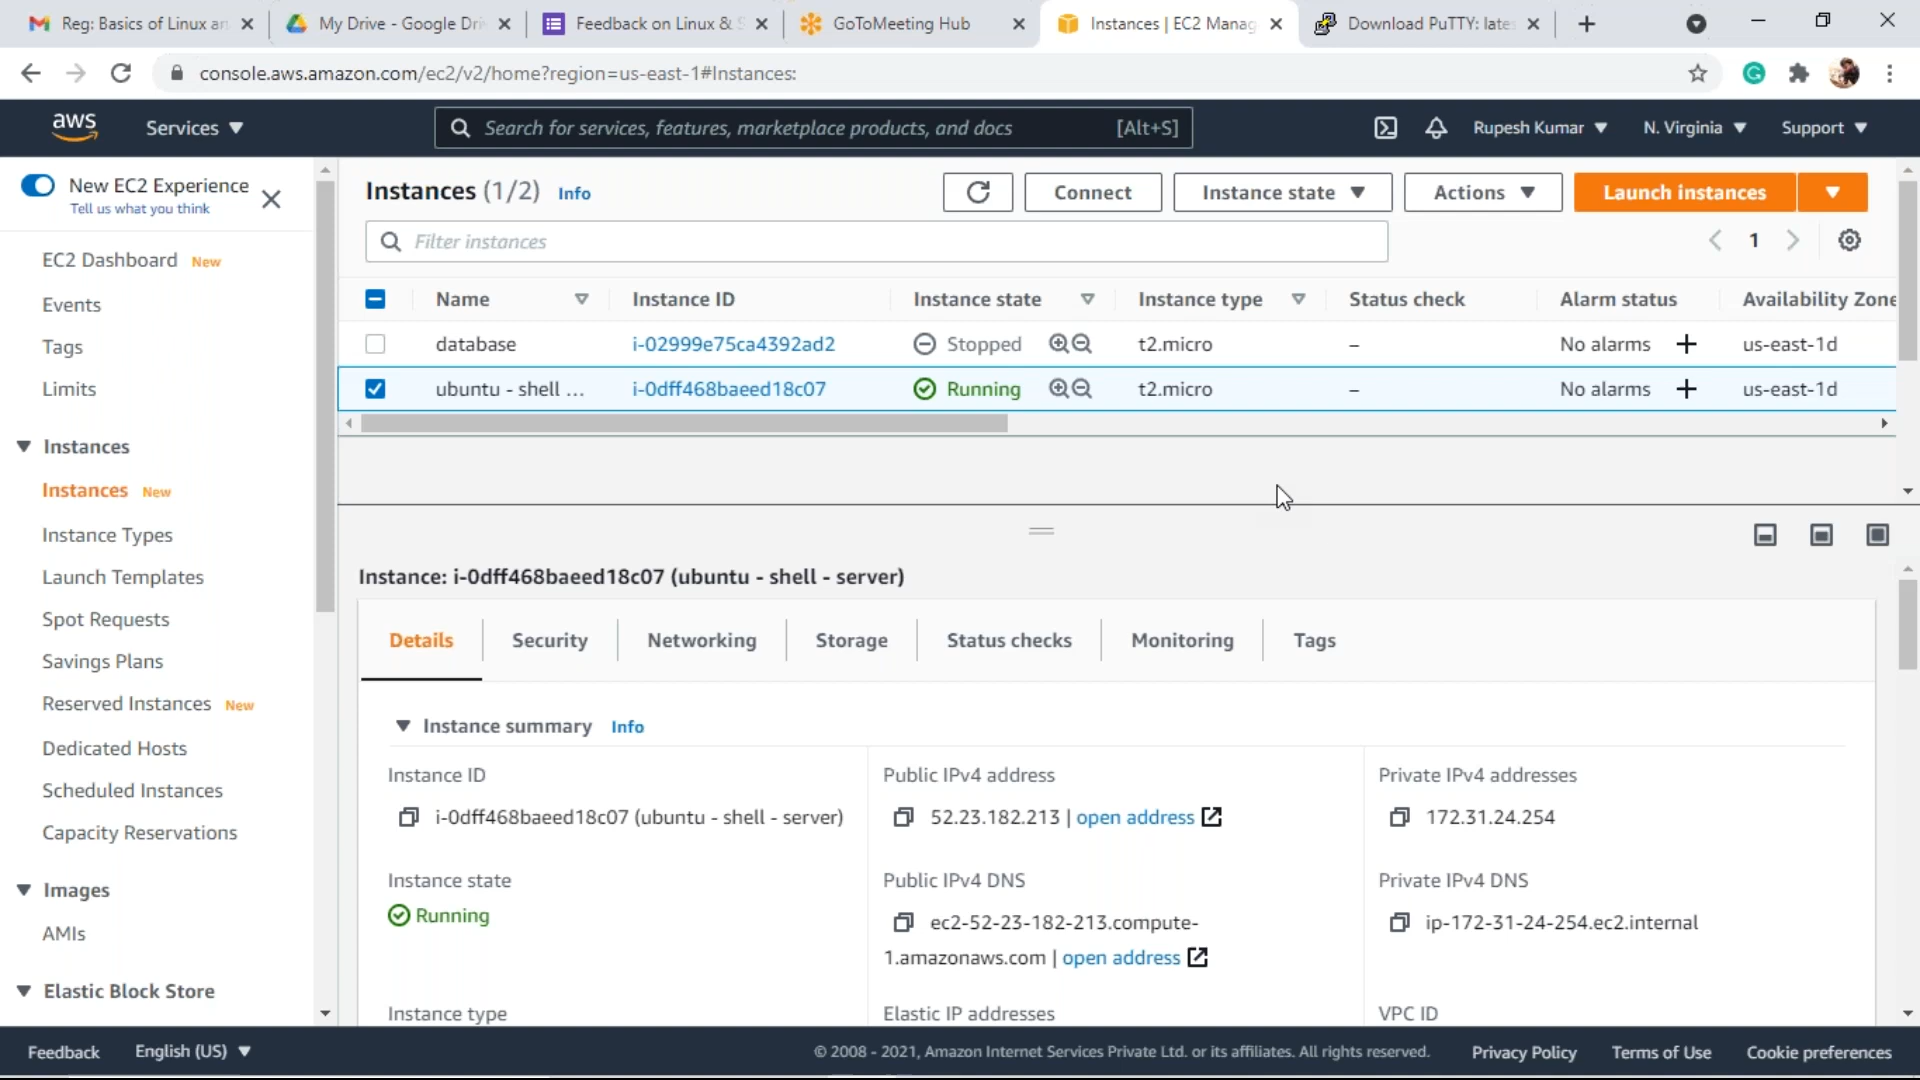 Reg: Basics of Linux an
My Drive - Google Dri
Feedback on Linux & S
GoToMeeting Hub
Instances | EC2 Manag
Download PuTTY: late
console.aws.amazon.com/ec2/v2/home?region=us-east-1#Instances:
aws
Services
Search for services, features, marketplace products, and docs
[Alt+S]
Rupesh Kumar
N. Virginia
Support
New EC2 Experience
Tell us what you think
EC2 Dashboard New
Events
Tags
Limits
Instances
Instances New
Instance Types
Launch Templates
Spot Requests
Savings Plans
Reserved Instances New
Dedicated Hosts
Scheduled Instances
Capacity Reservations
Images
AMIs
Elastic Block Store
Instances (1/2) Info
Connect
Instance state
Actions
Launch instances
Filter instances
1
Name Instance ID Instance state Instance type Status check Alarm status Availability Zone
database i-02999e75ca4392ad2 Stopped t2.micro – No alarms + us-east-1d
ubuntu - shell ... i-0dff468baeed18c07 Running t2.micro – No alarms + us-east-1d
Instance: i-0dff468baeed18c07 (ubuntu - shell - server)
Details Security Networking Storage Status checks Monitoring Tags
Instance summary Info
Instance ID
i-0dff468baeed18c07 (ubuntu - shell - server)
Public IPv4 address
52.23.182.213 | open address
Private IPv4 addresses
172.31.24.254
Instance state
Running
Public IPv4 DNS
ec2-52-23-182-213.compute-
1.amazonaws.com | open address
Private IPv4 DNS
ip-172-31-24-254.ec2.internal
Instance type
Elastic IP addresses
VPC ID
Feedback
English (US)
© 2008 - 2021, Amazon Internet Services Private Ltd. or its affiliates. All rights reserved.
Privacy Policy
Terms of Use
Cookie preferences